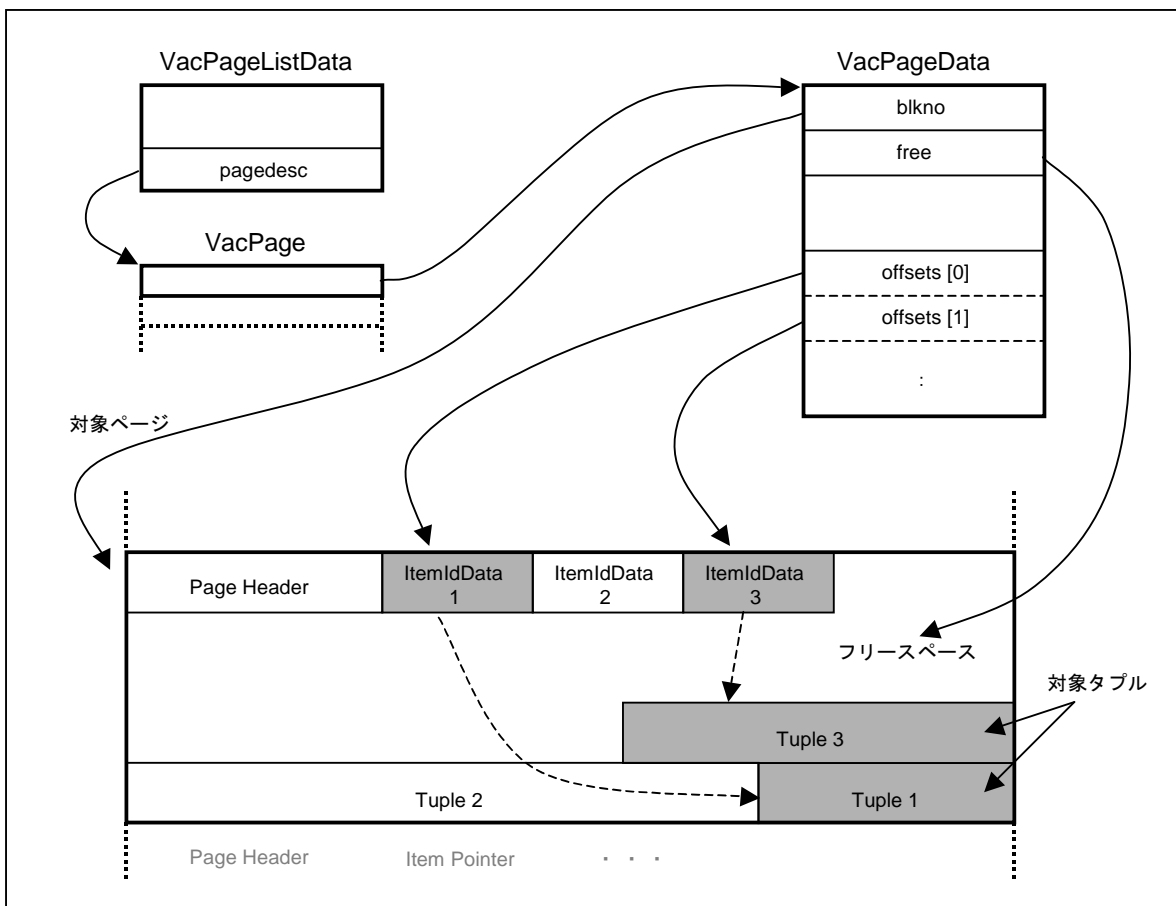 VacPageListData
pagedesc
VacPage
VacPageData
blkno
free
offsets [0]
offsets [1]
:
対象ページ
Page Header
ItemIdData
1
ItemIdData
2
ItemIdData
3
フリースペース
対象タプル
Tuple 3
Tuple 2
Tuple 1
Page Header
Item Pointer
・ ・ ・